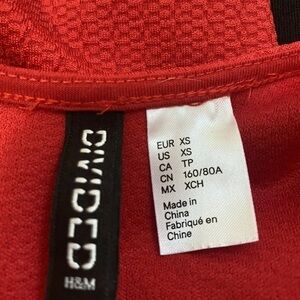 DIVIDED
H&M
EUR XS
US XS
CA TP
CN 160/80A
MX XCH
Made in
China
Fabriqué en
Chine